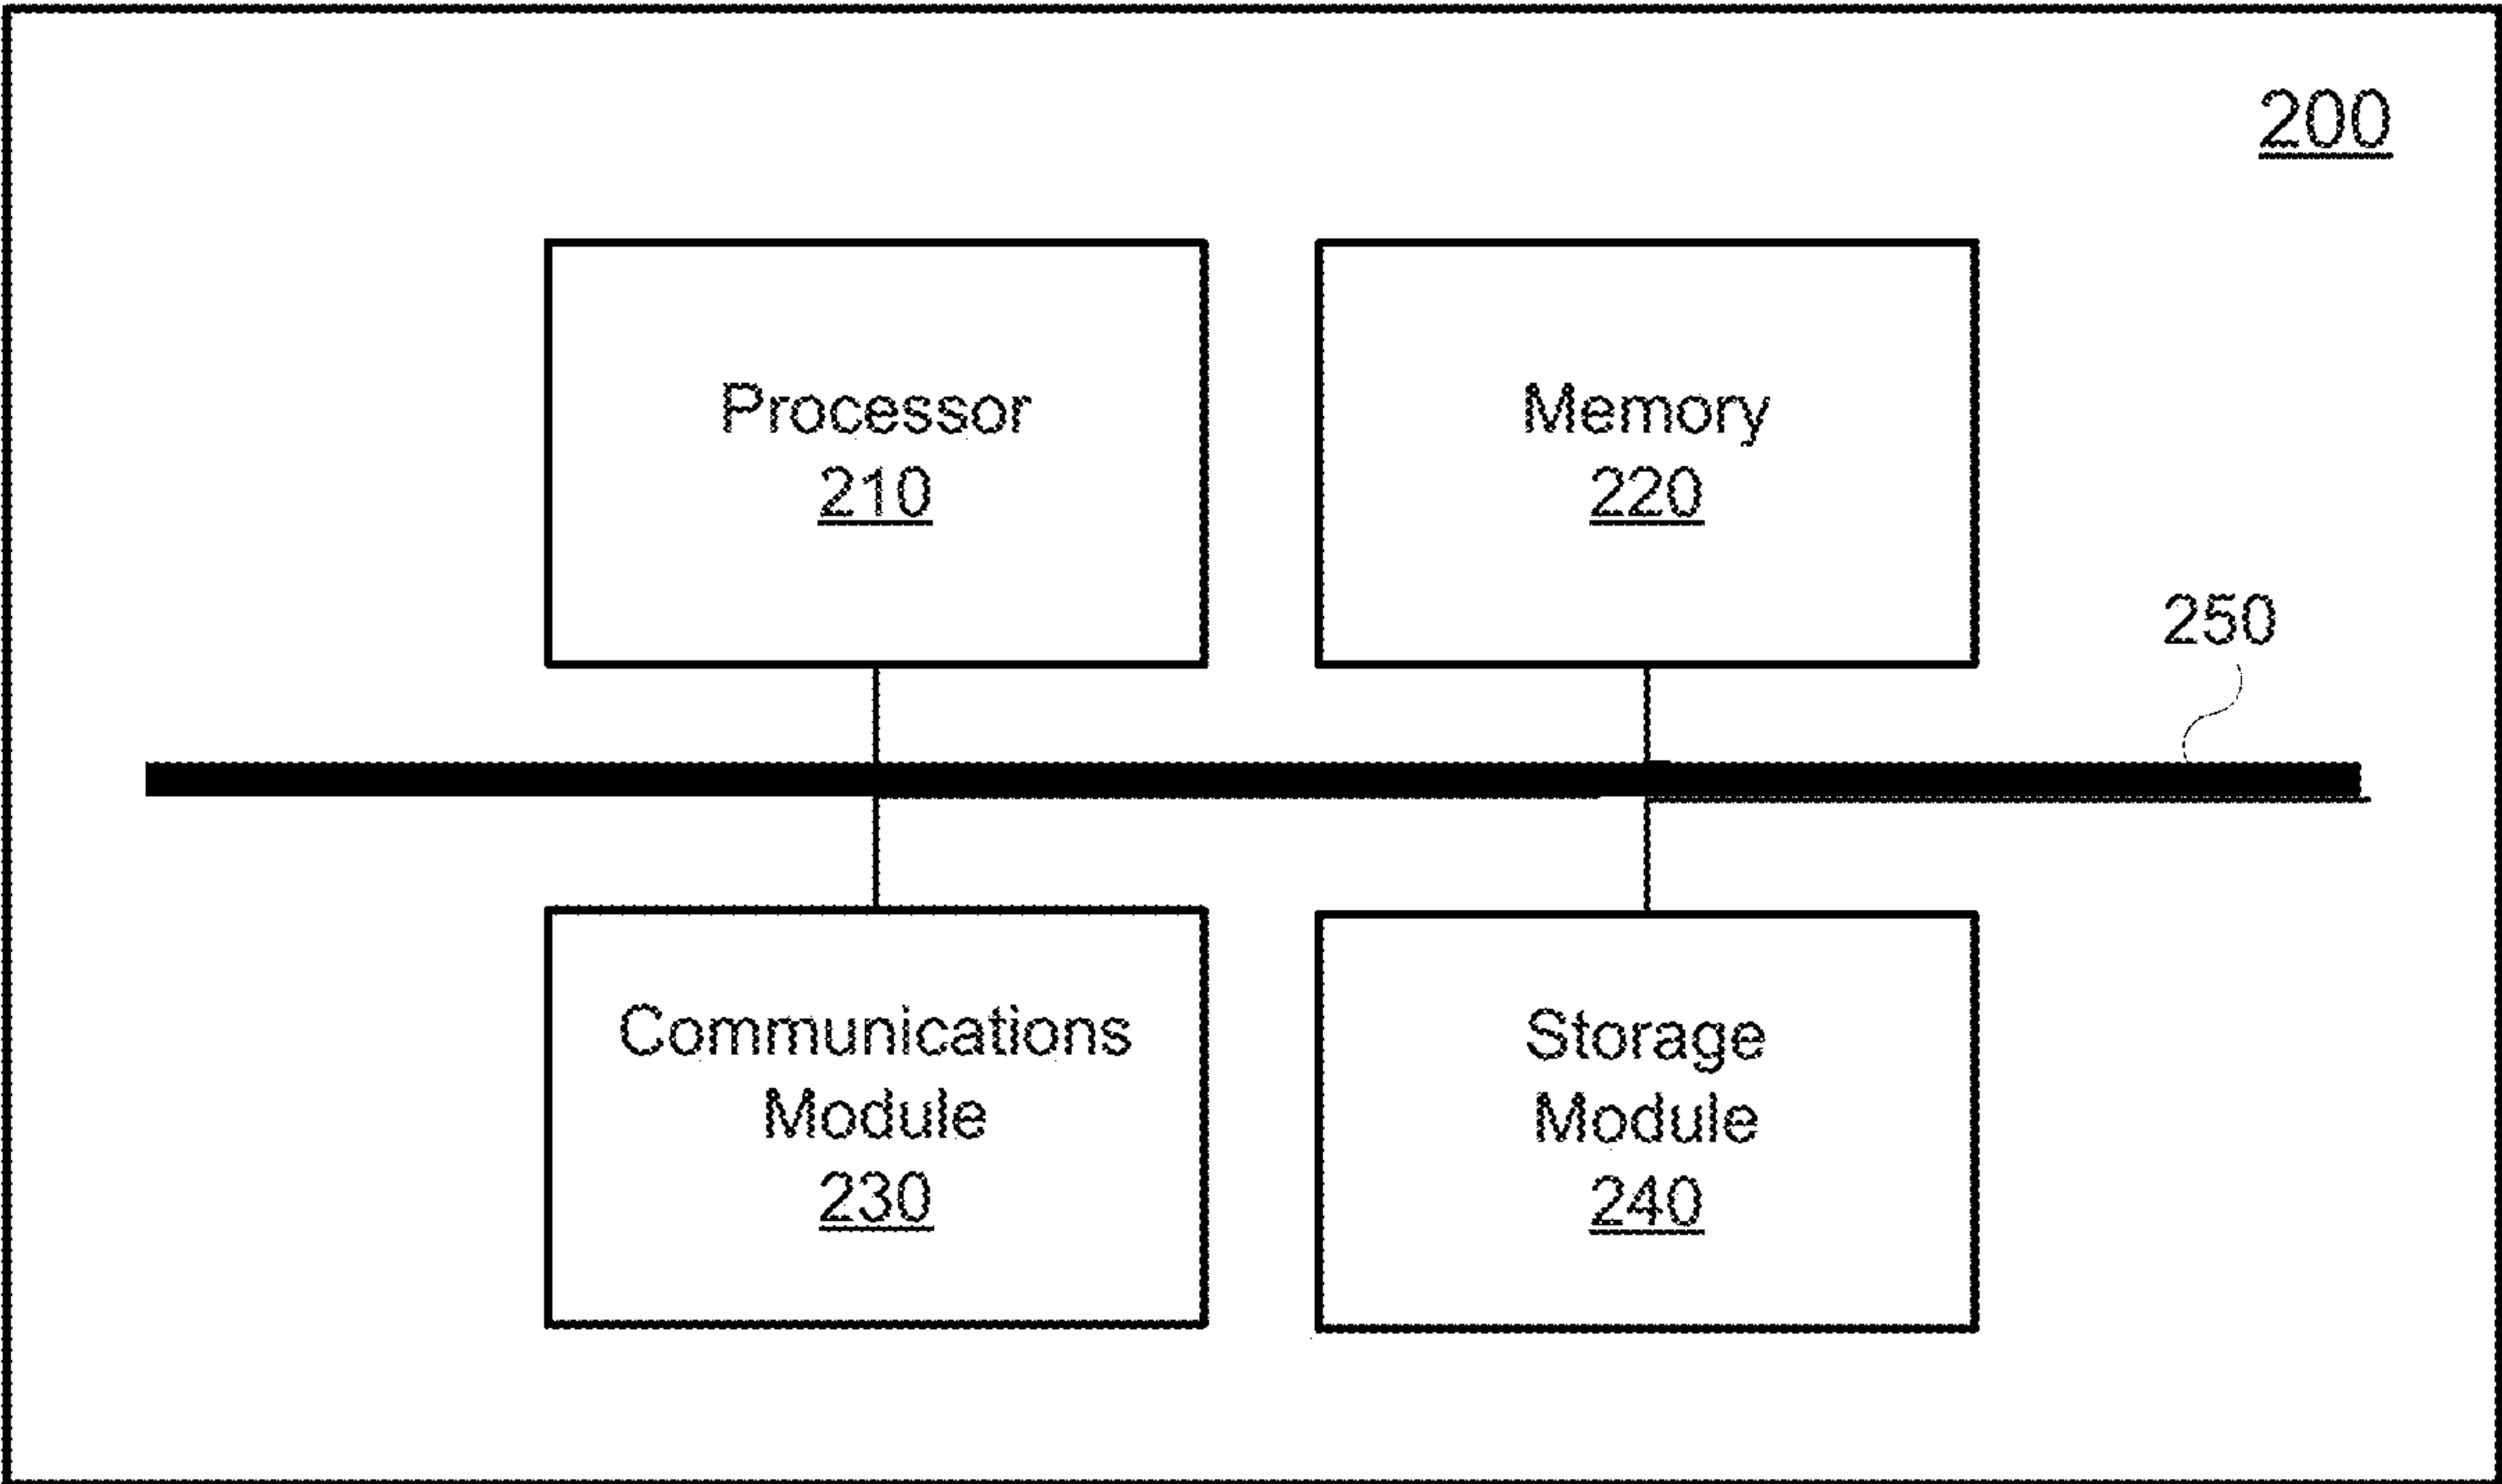 200
Processor
210
Memory
220
250
Communications
Module
230
Storage
Module
240